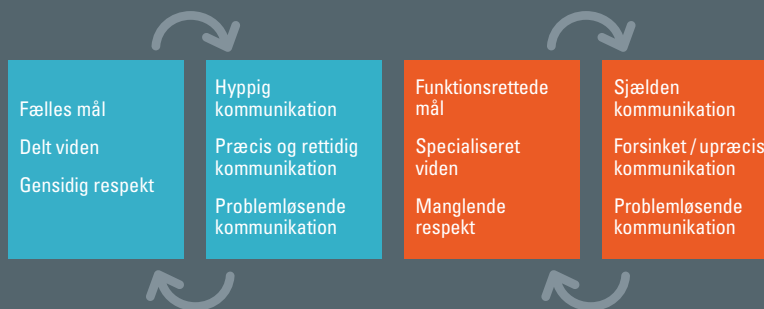 Fælles mål
Delt viden
Gensidig respekt
Hyppig
kommunikation
Præcis og rettidig
kommunikation
Problemløsende
kommunikation
Funktionsrettede
mål
Specialiseret
viden
Manglende
respekt
Sjælden
kommunikation
Forsinket / upræcis
kommunikation
Problemløsende
kommunikation